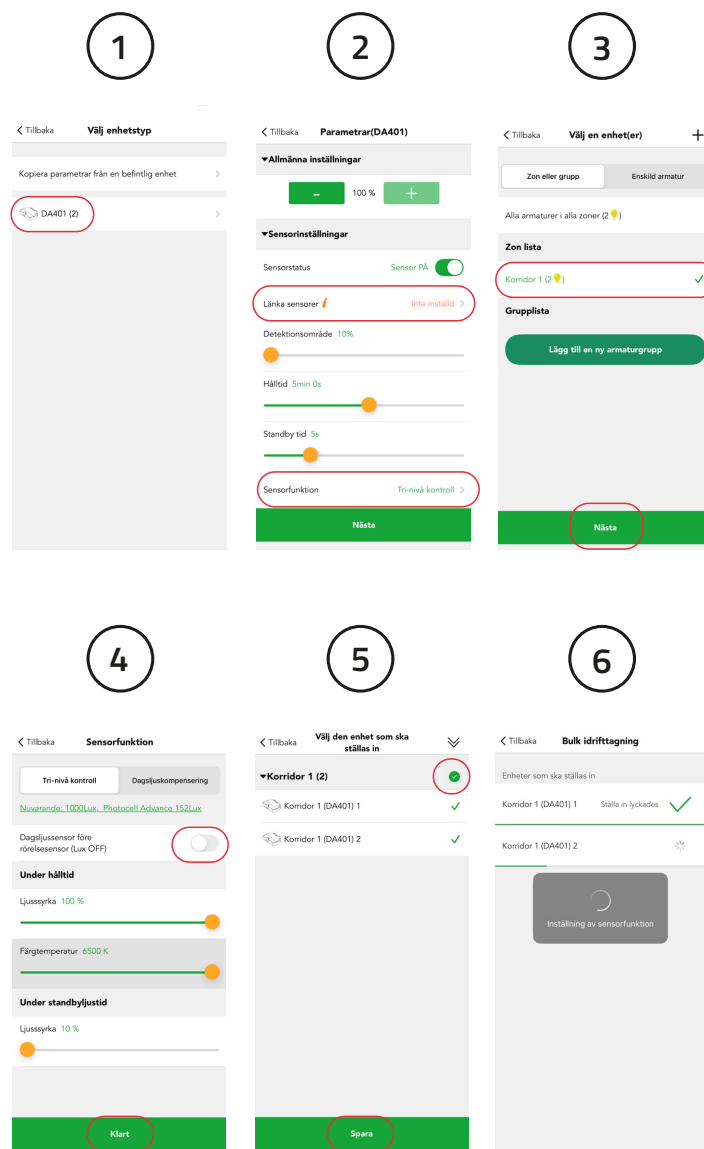 1
2
3
Tillbaka Välj enhetstyp
Kopiera parametrar från en befintlig enhet
DA401 (2)
Tillbaka Parametrar(DA401)
Allmänna inställningar
- 100 % +
Sensorinställningar
Sensorstatus Sensor PÅ
Länka sensorer i Inte inställd
Detektionsområde 10%
Hålltid 5min 0s
Standby tid 5s
Sensorfunktion Tri-nivå kontroll
Nästa
Tillbaka Välj en enhet(er) +
Zon eller grupp Enskild armatur
Alla armaturer i alla zoner (2)
Zon lista
Korridor 1 (2)
Grupplista
Lägg till en ny armaturgrupp
Nästa
4
5
6
Tillbaka Sensorfunktion
Tri-nivå kontroll Dagsljuskompensering
Nuvarande: 1000Lux, Photocell Advance 152Lux
Dagsljussensor före
rörelsesensor (Lux OFF)
Under hålltid
Ljusssyrka 100 %
Färgtemperatur 6500 K
Under standbyljustid
Ljusssyrka 10 %
Klart
Tillbaka Välj den enhet som ska
ställas in
Korridor 1 (2)
Korridor 1 (DA401) 1
Korridor 1 (DA401) 2
Spara
Tillbaka Bulk idrifttagning
Enheter som ska ställas in
Korridor 1 (DA401) 1 Ställa in lyckades
Korridor 1 (DA401) 2
Inställning av sensorfunktion